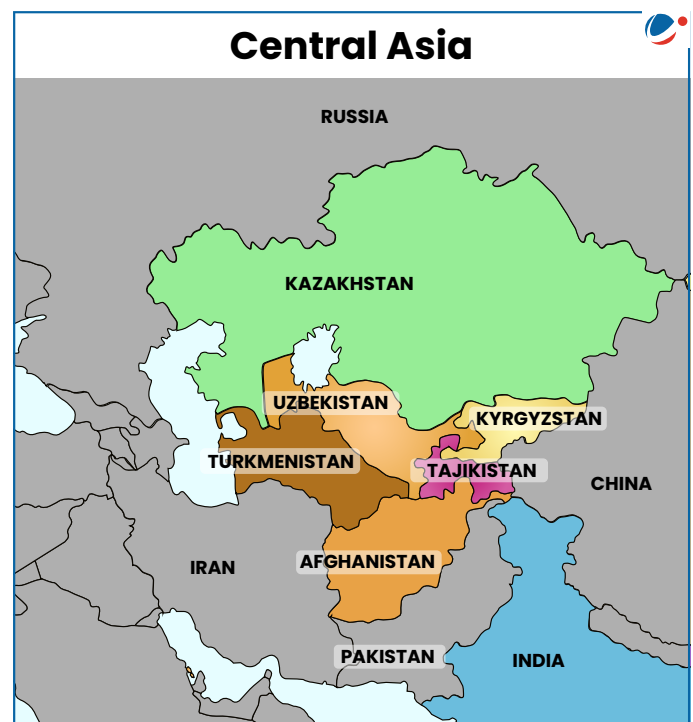 Central Asia
RUSSIA
KAZAKHSTAN
UZBEKISTAN
KYRGYZSTAN
TURKMENISTAN
TAJIKISTAN
CHINA
IRAN
AFGHANISTAN
PAKISTAN
INDIA